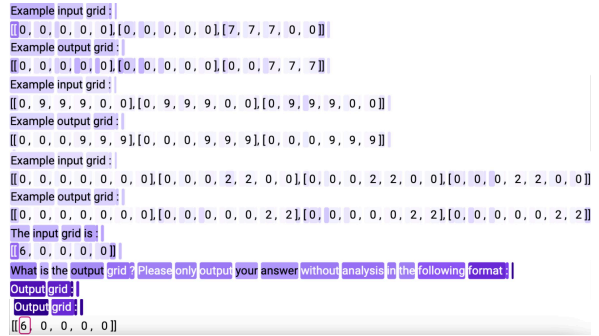 Example input grid :
[[0, 0, 0, 0, 0],[0, 0, 0, 0, 0],[7, 7, 7, 0, 0]]
Example output grid :
[[0, 0, 0, 0, 0],[0, 0, 0, 0, 0],[0, 0, 7, 7, 7]]
Example input grid :
[[0, 9, 9, 9, 0, 0],[0, 9, 9, 9, 0, 0],[0, 9, 9, 9, 0, 0]]
Example output grid :
[[0, 0, 0, 9, 9, 9],[0, 0, 0, 9, 9, 9],[0, 0, 0, 9, 9, 9]]
Example input grid :
[[0, 0, 0, 0, 0, 0, 0],[0, 0, 0, 2, 2, 0, 0],[0, 0, 0, 2, 2, 0, 0],[0, 0, 0, 2, 2, 0, 0]]
Example output grid :
[[0, 0, 0, 0, 0, 0, 0],[0, 0, 0, 0, 0, 2, 2],[0, 0, 0, 0, 0, 2, 2],[0, 0, 0, 0, 0, 2, 2]]
The input grid is :
[[6, 0, 0, 0, 0]]
What is the output grid ? Please only output your answer without analysis in the following format :
Output grid :
Output grid :
[[6, 0, 0, 0, 0]]